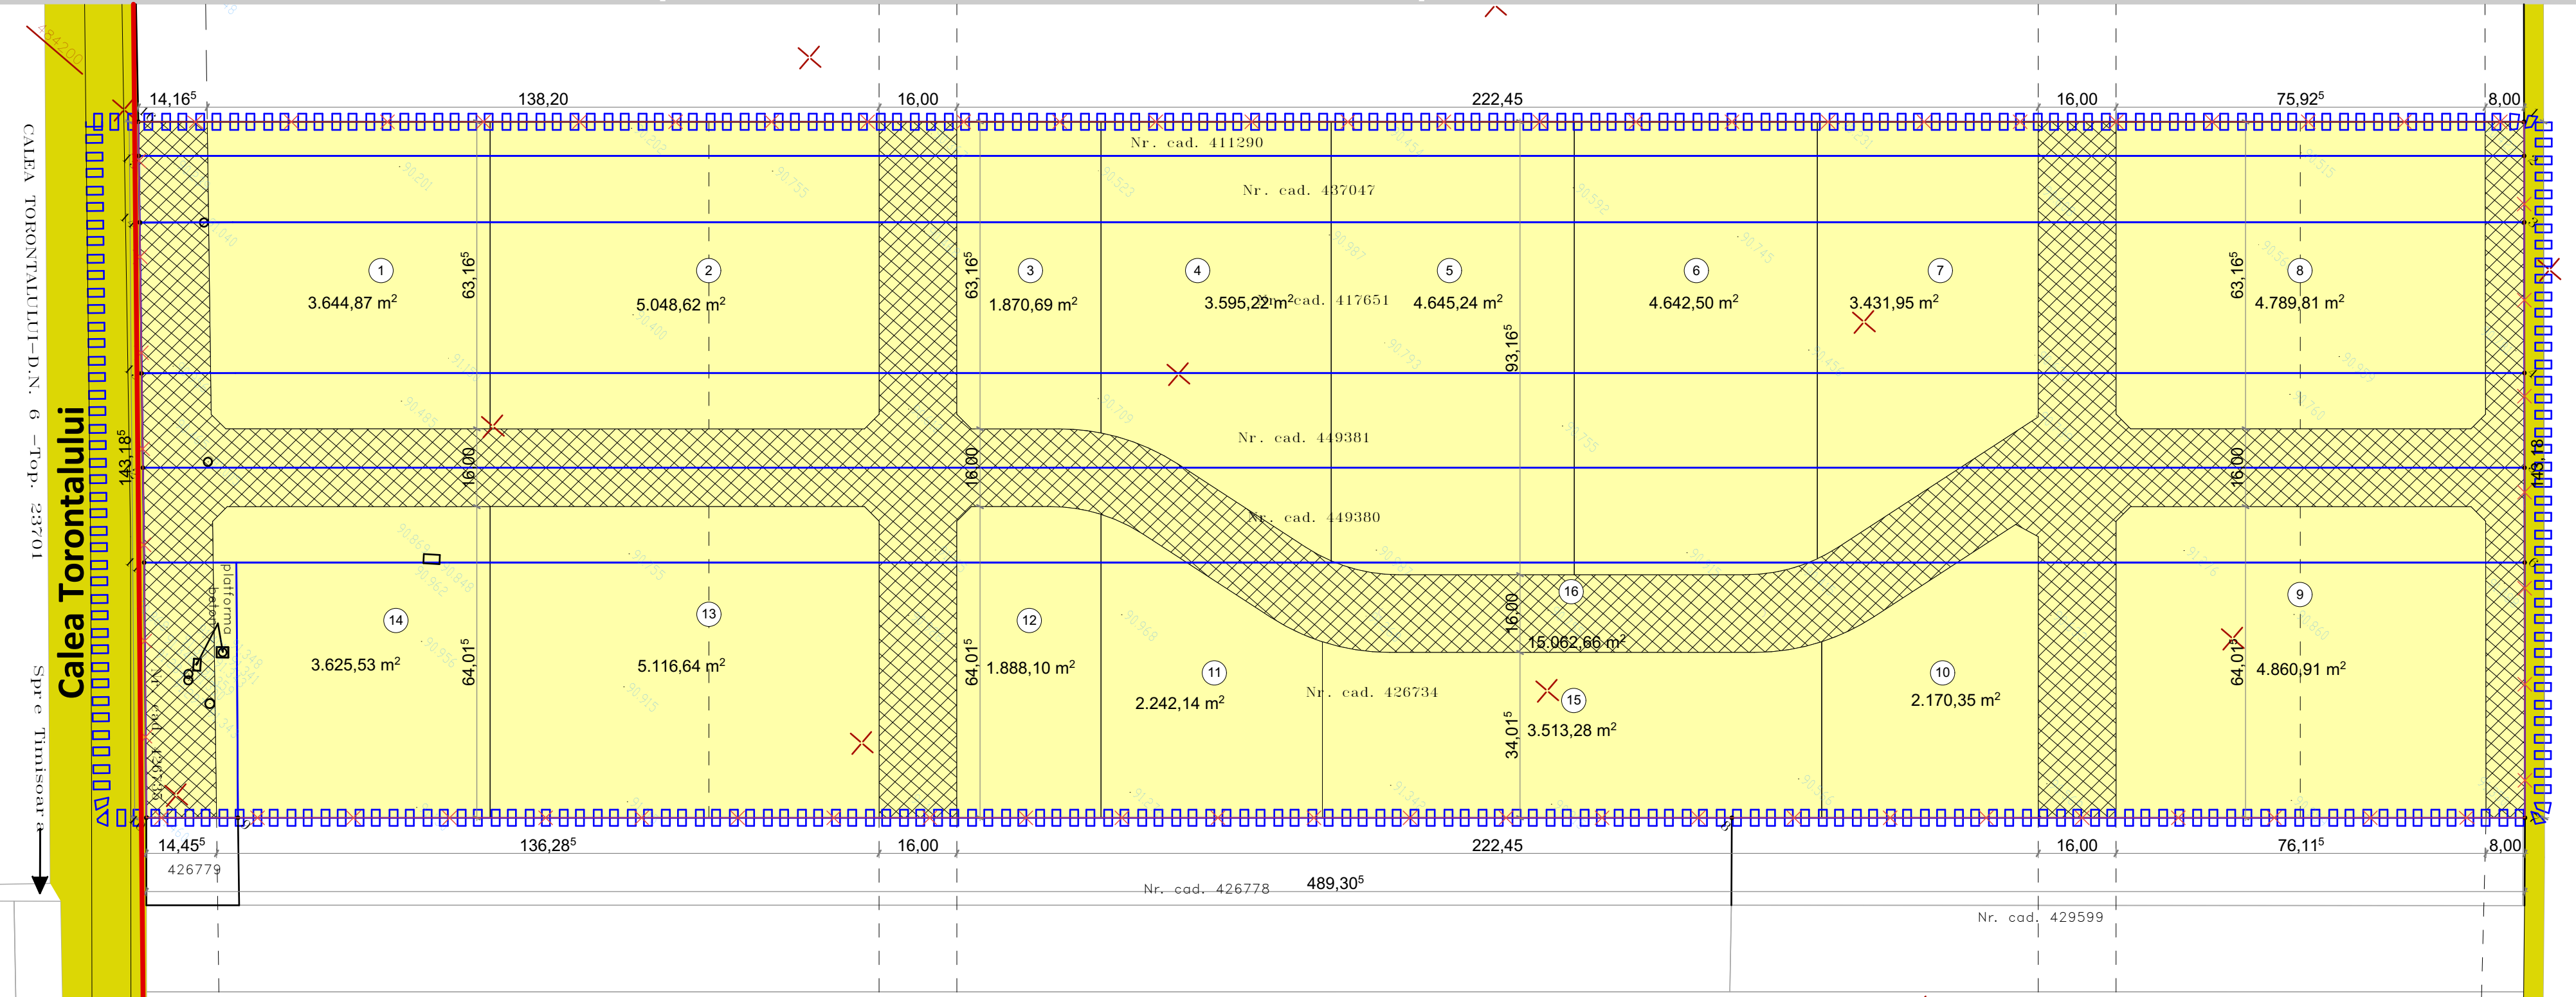 484200
14,16⁵
138,20
16,00
222,45
16,00
75,92⁵
8,00
Nr. cad. 411290
Nr. cad. 437047
Nr. cad. 417651
Nr. cad. 449381
Nr. cad. 449380
Nr. cad. 426734
CALEA TORONTALULUI-D.N. 6 -Top. 23701
Spre Timisoara
Calea Torontalului
143,18⁵
1
3.644,87 m²
63,16⁵
2
5.048,62 m²
63,16⁵
3
1.870,69 m²
4
3.595,22 m²
5
4.645,24 m²
93,16⁵
6
4.642,50 m²
7
3.431,95 m²
63,16⁵
8
4.789,81 m²
16,00
16,00
16,00
16,00
143,18
platforma
beton
14
3.625,53 m²
64,01⁵
13
5.116,64 m²
64,01⁵
12
1.888,10 m²
11
2.242,14 m²
16
15.062,66 m²
15
3.513,28 m²
34,01⁵
10
2.170,35 m²
64,01⁵
9
4.860,91 m²
14,45⁵
136,28⁵
16,00
222,45
16,00
76,11⁵
8,00
426779
Nr. cad. 426778
489,30⁵
Nr. cad. 429599